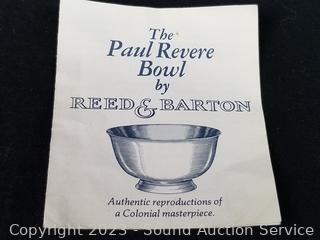 The
Paul Revere
Bowl
by
REED & BARTON
Authentic reproductions of
a Colonial masterpiece.
Copyright 2023 - Sound Auction Service